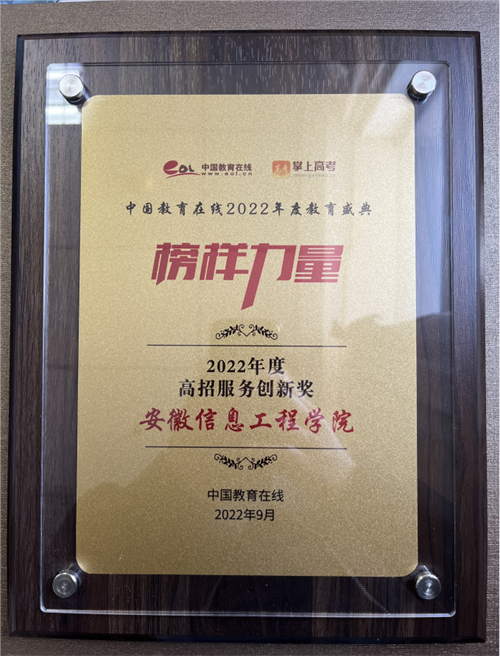 eol 中国教育在线 www.eol.cn 掌上高考
中国教育在线2022年度教育盛典
榜样力量
2022年度
高招服务创新奖
安徽信息工程学院
中国教育在线
2022年9月